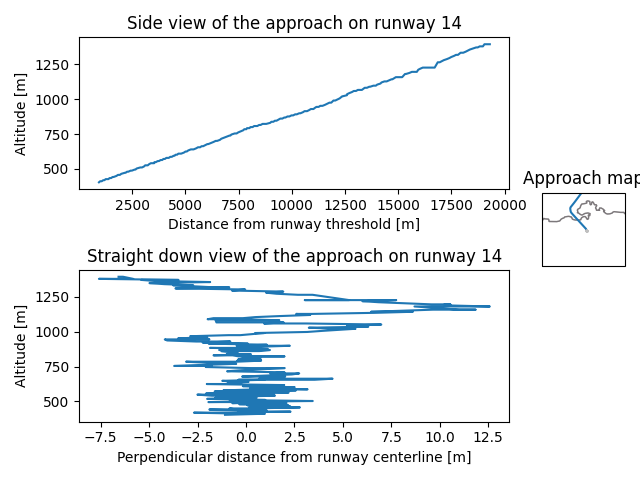 Side view of the approach on runway 14
Altitude [m]
1250
1000
750
500
2500 5000 7500 10000 12500 15000 17500 20000
Distance from runway threshold [m]
Approach map
Straight down view of the approach on runway 14
Altitude [m]
1250
1000
750
500
−7.5 −5.0 −2.5 0.0 2.5 5.0 7.5 10.0 12.5
Perpendicular distance from runway centerline [m]